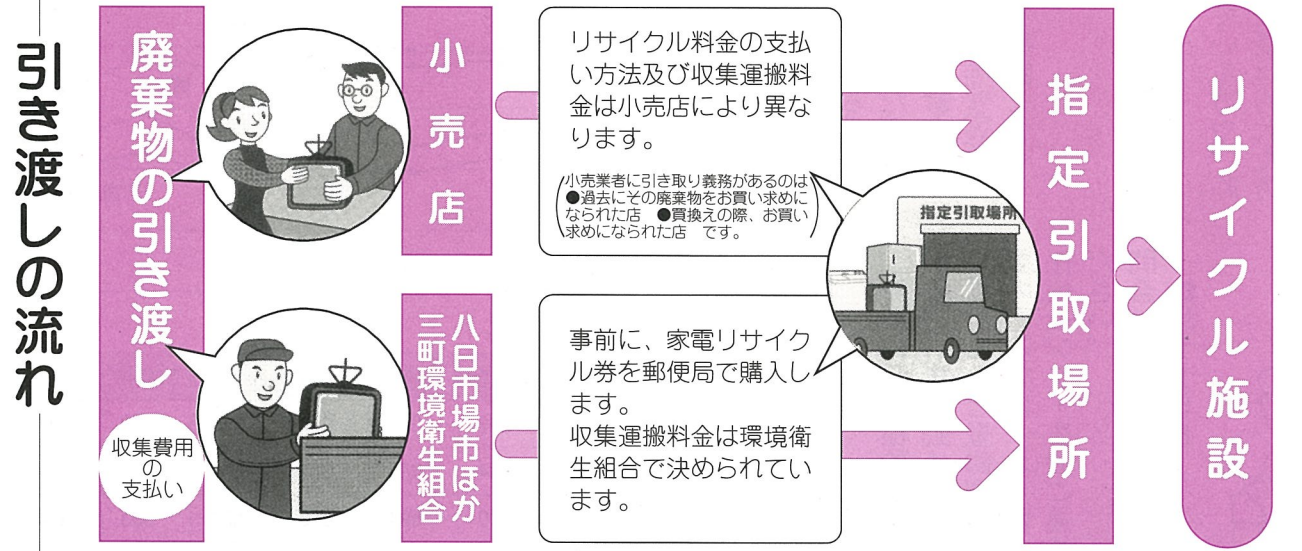 引き渡しの流れ
廃棄物の引き渡し
収集費用
の
支払い
小売店
リサイクル料金の支払
い方法及び収集運搬料
金は小売店により異な
ります。
小売業者に引き取り義務があるのは
●過去にその廃棄物をお買い求めに
なられた店　●買換えの際、お買い
求めになられた店　です。
八日市場市ほか
三町環境衛生組合
事前に、家電リサイク
ル券を郵便局で購入し
ます。
収集運搬料金は環境衛
生組合で決められてい
ます。
指定引取場所
指定引取場所
リサイクル施設